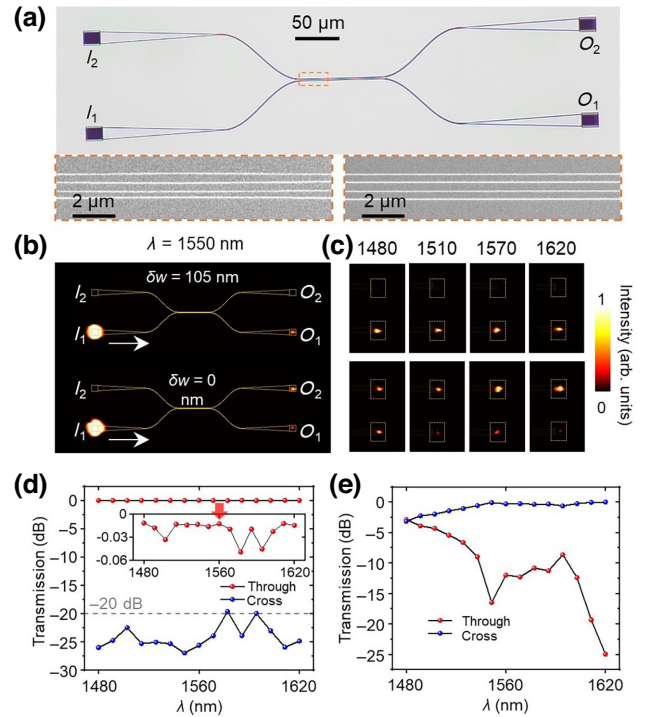 (a)
50 μm
I2
O2
I1
O1
2 μm
2 μm
(b)
λ = 1550 nm
δw = 105 nm
I2
O2
I1
O1
δw = 0
nm
I2
O2
I1
O1
(c)
1480 1510 1570 1620
1
0
Intensity (arb. units)
(d)
Transmission (dB)
0
−5
−10
−15
−20
−25
−30
0
−0.03
−0.06
1480 1560 1620
Through
Cross
−20 dB
1480 1560 1620
λ (nm)
(e)
Transmission (dB)
0
−5
−10
−15
−20
−25
Through
Cross
1480 1560 1620
λ (nm)